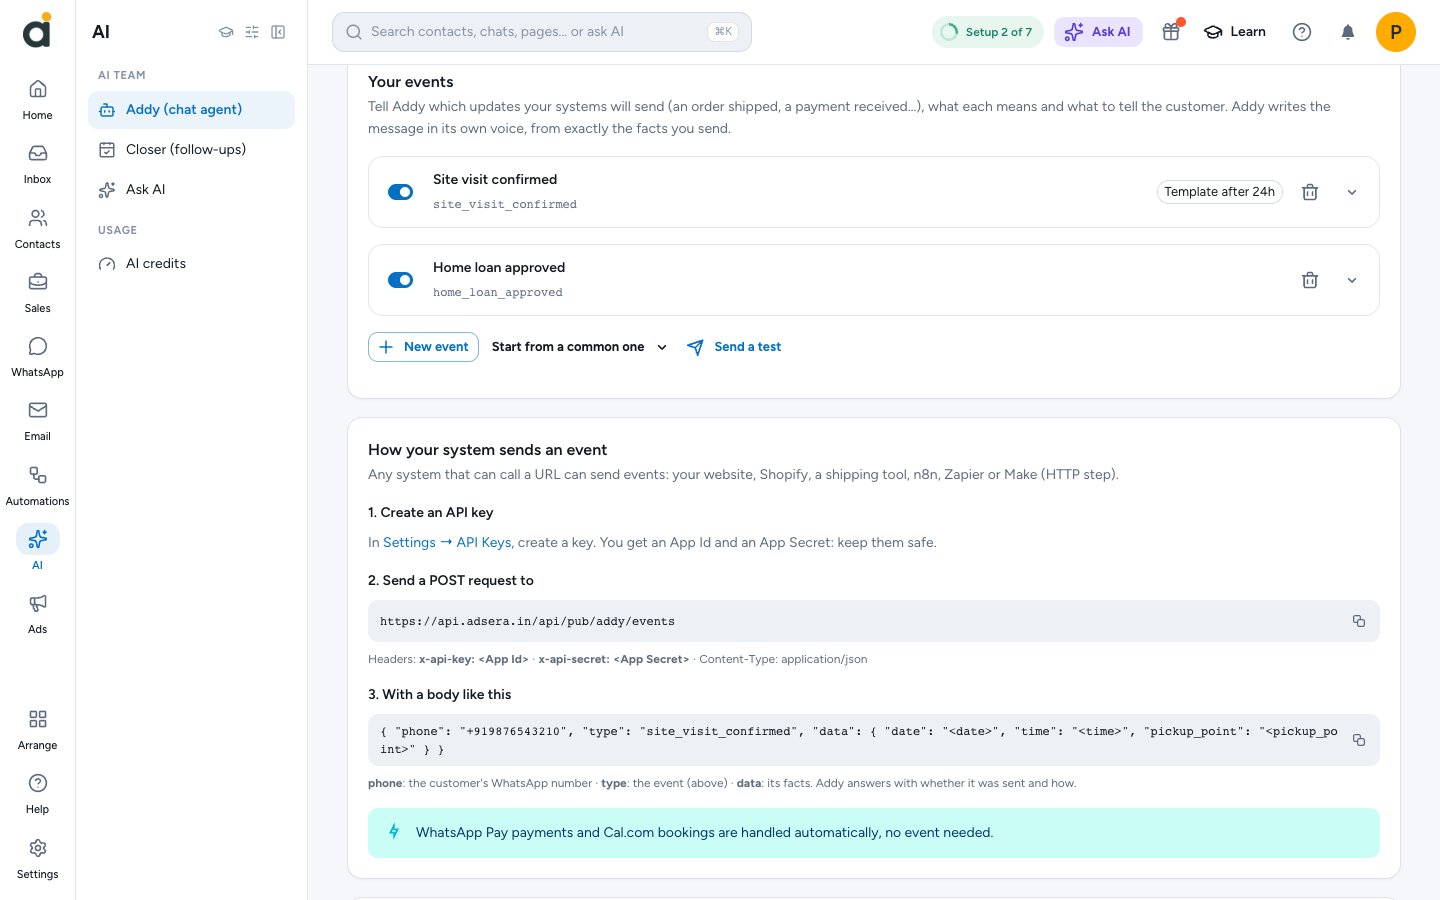 AI
Search contacts, chats, pages... or ask AI
⌘K
Setup 2 of 7
Ask AI
Learn
P
Home
Inbox
Contacts
Sales
WhatsApp
Email
Automations
AI
Ads
Arrange
Help
Settings
AI TEAM
Addy (chat agent)
Closer (follow-ups)
Ask AI
USAGE
AI credits
Your events
Tell Addy which updates your systems will send (an order shipped, a payment received...), what each means and what to tell the customer. Addy writes the
message in its own voice, from exactly the facts you send.
Site visit confirmed
site_visit_confirmed
Template after 24h
Home loan approved
home_loan_approved
New event
Start from a common one
Send a test
How your system sends an event
Any system that can call a URL can send events: your website, Shopify, a shipping tool, n8n, Zapier or Make (HTTP step).
1. Create an API key
In Settings → API Keys, create a key. You get an App Id and an App Secret: keep them safe.
2. Send a POST request to
https://api.adsera.in/api/pub/addy/events
Headers: x-api-key: <App Id> · x-api-secret: <App Secret> · Content-Type: application/json
3. With a body like this
{ "phone": "+919876543210", "type": "site_visit_confirmed", "data": { "date": "<date>", "time": "<time>", "pickup_point": "<pickup_po
int>" } }
phone: the customer's WhatsApp number · type: the event (above) · data: its facts. Addy answers with whether it was sent and how.
WhatsApp Pay payments and Cal.com bookings are handled automatically, no event needed.